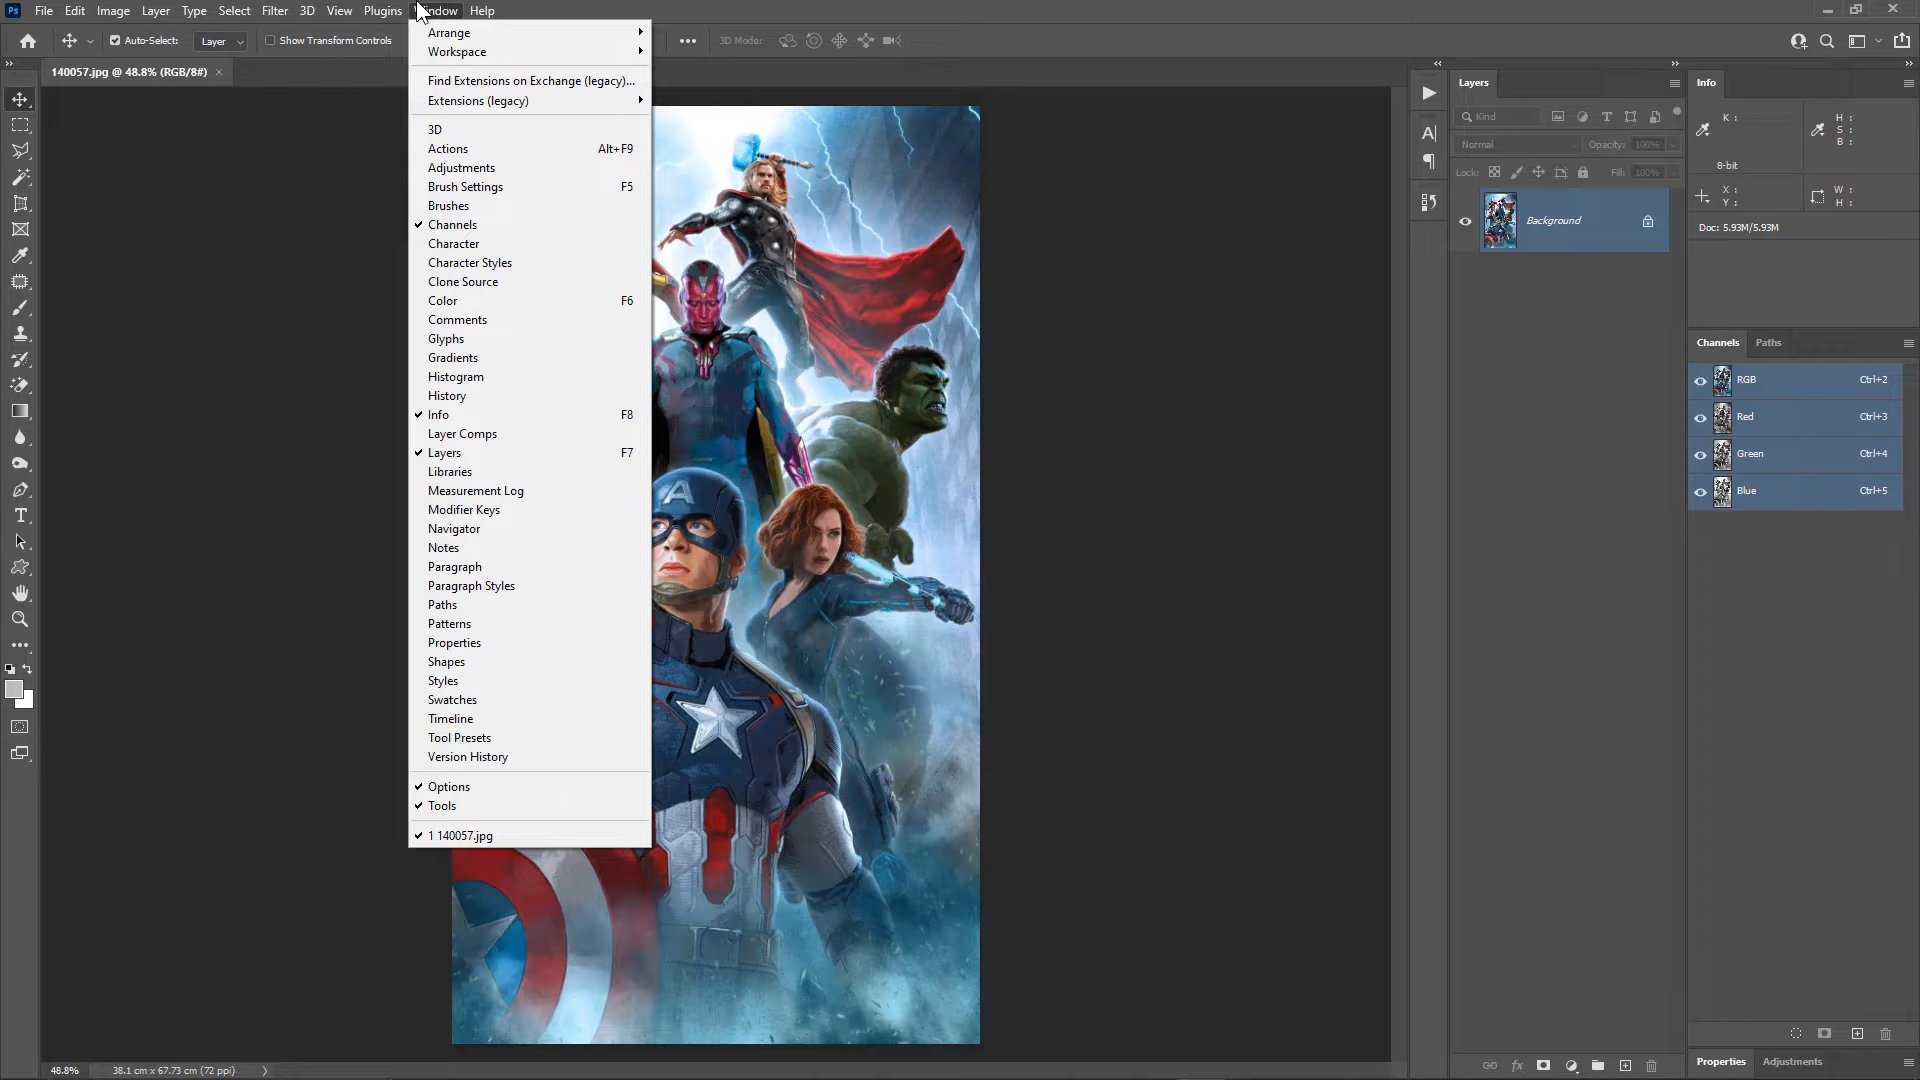 Ps File Edit Image Layer Type Select Filter 3D View Plugins Window Help
Auto-Select: Layer Show Transform Controls 3D Mode:
140057.jpg @ 48.8% (RGB/8#) ×
Arrange
Workspace
Find Extensions on Exchange (legacy)...
Extensions (legacy)
3D
Actions Alt+F9
Adjustments
Brush Settings F5
Brushes
Channels
Character
Character Styles
Clone Source
Color F6
Comments
Glyphs
Gradients
Histogram
History
Info F8
Layer Comps
Layers F7
Libraries
Measurement Log
Modifier Keys
Navigator
Notes
Paragraph
Paragraph Styles
Paths
Patterns
Properties
Shapes
Styles
Swatches
Timeline
Tool Presets
Version History
Options
Tools
1 140057.jpg
A
Layers
Kind
Normal Opacity: 100%
Lock: Fill: 100%
Background
Info
K :
8-bit
H :
S :
B :
X :
Y :
W :
H :
Doc: 5.93M/5.93M
Channels Paths
RGB Ctrl+2
Red Ctrl+3
Green Ctrl+4
Blue Ctrl+5
fx
Properties Adjustments
48.8% 38.1 cm x 67.73 cm (72 ppi)